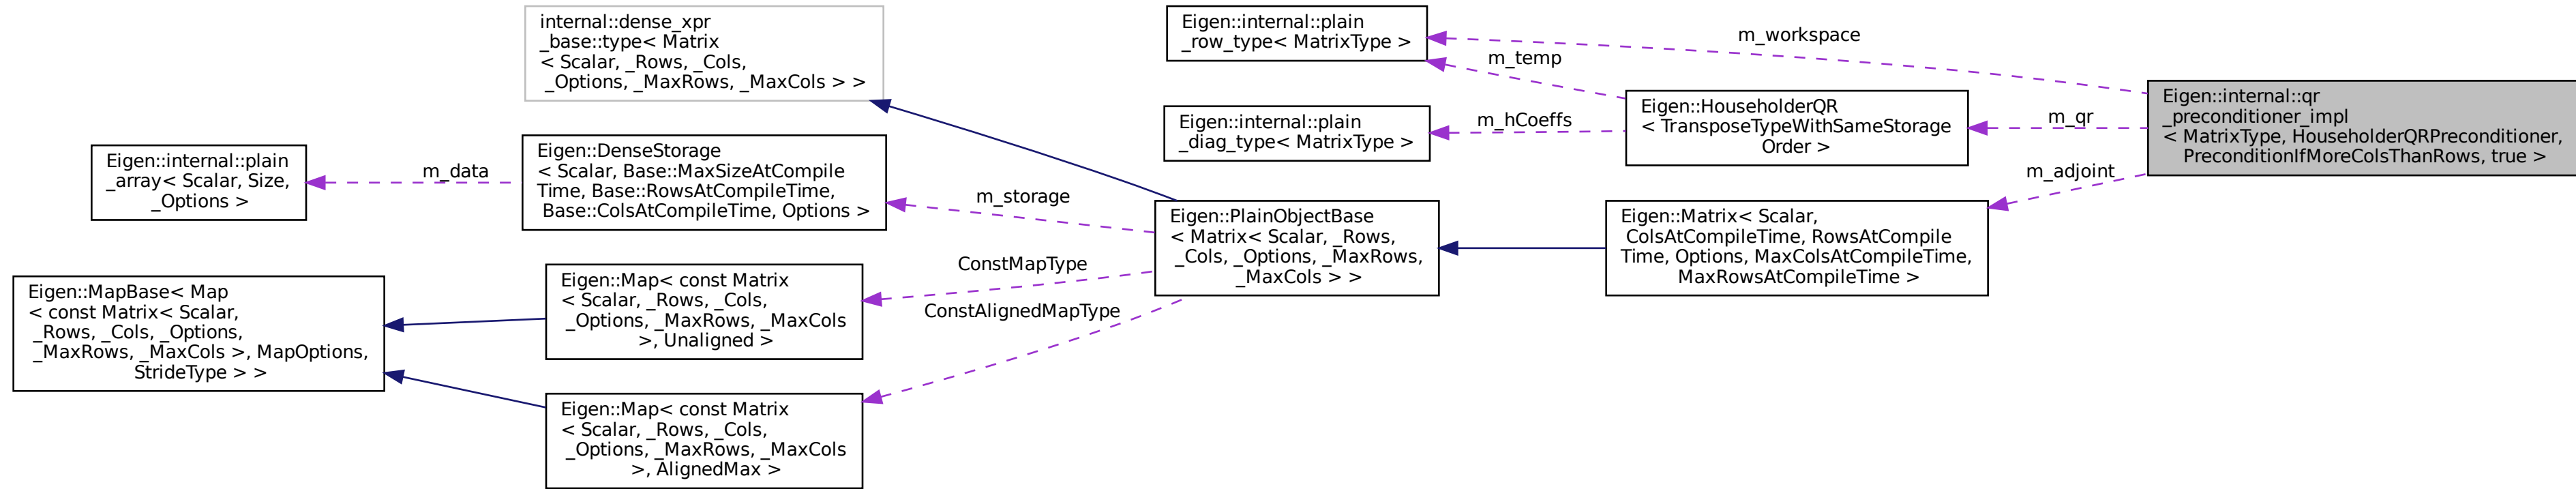 Eigen::internal::plain
_array< Scalar, Size,
_Options >
Eigen::MapBase< Map
< const Matrix< Scalar,
_Rows, _Cols, _Options,
_MaxRows, _MaxCols >, MapOptions,
StrideType > >
m_data
internal::dense_xpr
_base::type< Matrix
< Scalar, _Rows, _Cols,
_Options, _MaxRows, _MaxCols > >
Eigen::DenseStorage
< Scalar, Base::MaxSizeAtCompile
Time, Base::RowsAtCompileTime,
Base::ColsAtCompileTime, Options >
Eigen::Map< const Matrix
< Scalar, _Rows, _Cols,
_Options, _MaxRows, _MaxCols
>, Unaligned >
Eigen::Map< const Matrix
< Scalar, _Rows, _Cols,
_Options, _MaxRows, _MaxCols
>, AlignedMax >
m_storage
ConstMapType
ConstAlignedMapType
Eigen::internal::plain
_row_type< MatrixType >
Eigen::internal::plain
_diag_type< MatrixType >
Eigen::PlainObjectBase
< Matrix< Scalar, _Rows,
_Cols, _Options, _MaxRows,
_MaxCols > >
m_workspace
m_temp
m_hCoeffs
Eigen::HouseholderQR
< TransposeTypeWithSameStorage
Order >
Eigen::Matrix< Scalar,
ColsAtCompileTime, RowsAtCompile
Time, Options, MaxColsAtCompileTime,
MaxRowsAtCompileTime >
m_qr
m_adjoint
Eigen::internal::qr
_preconditioner_impl
< MatrixType, HouseholderQRPreconditioner,
PreconditionIfMoreColsThanRows, true >